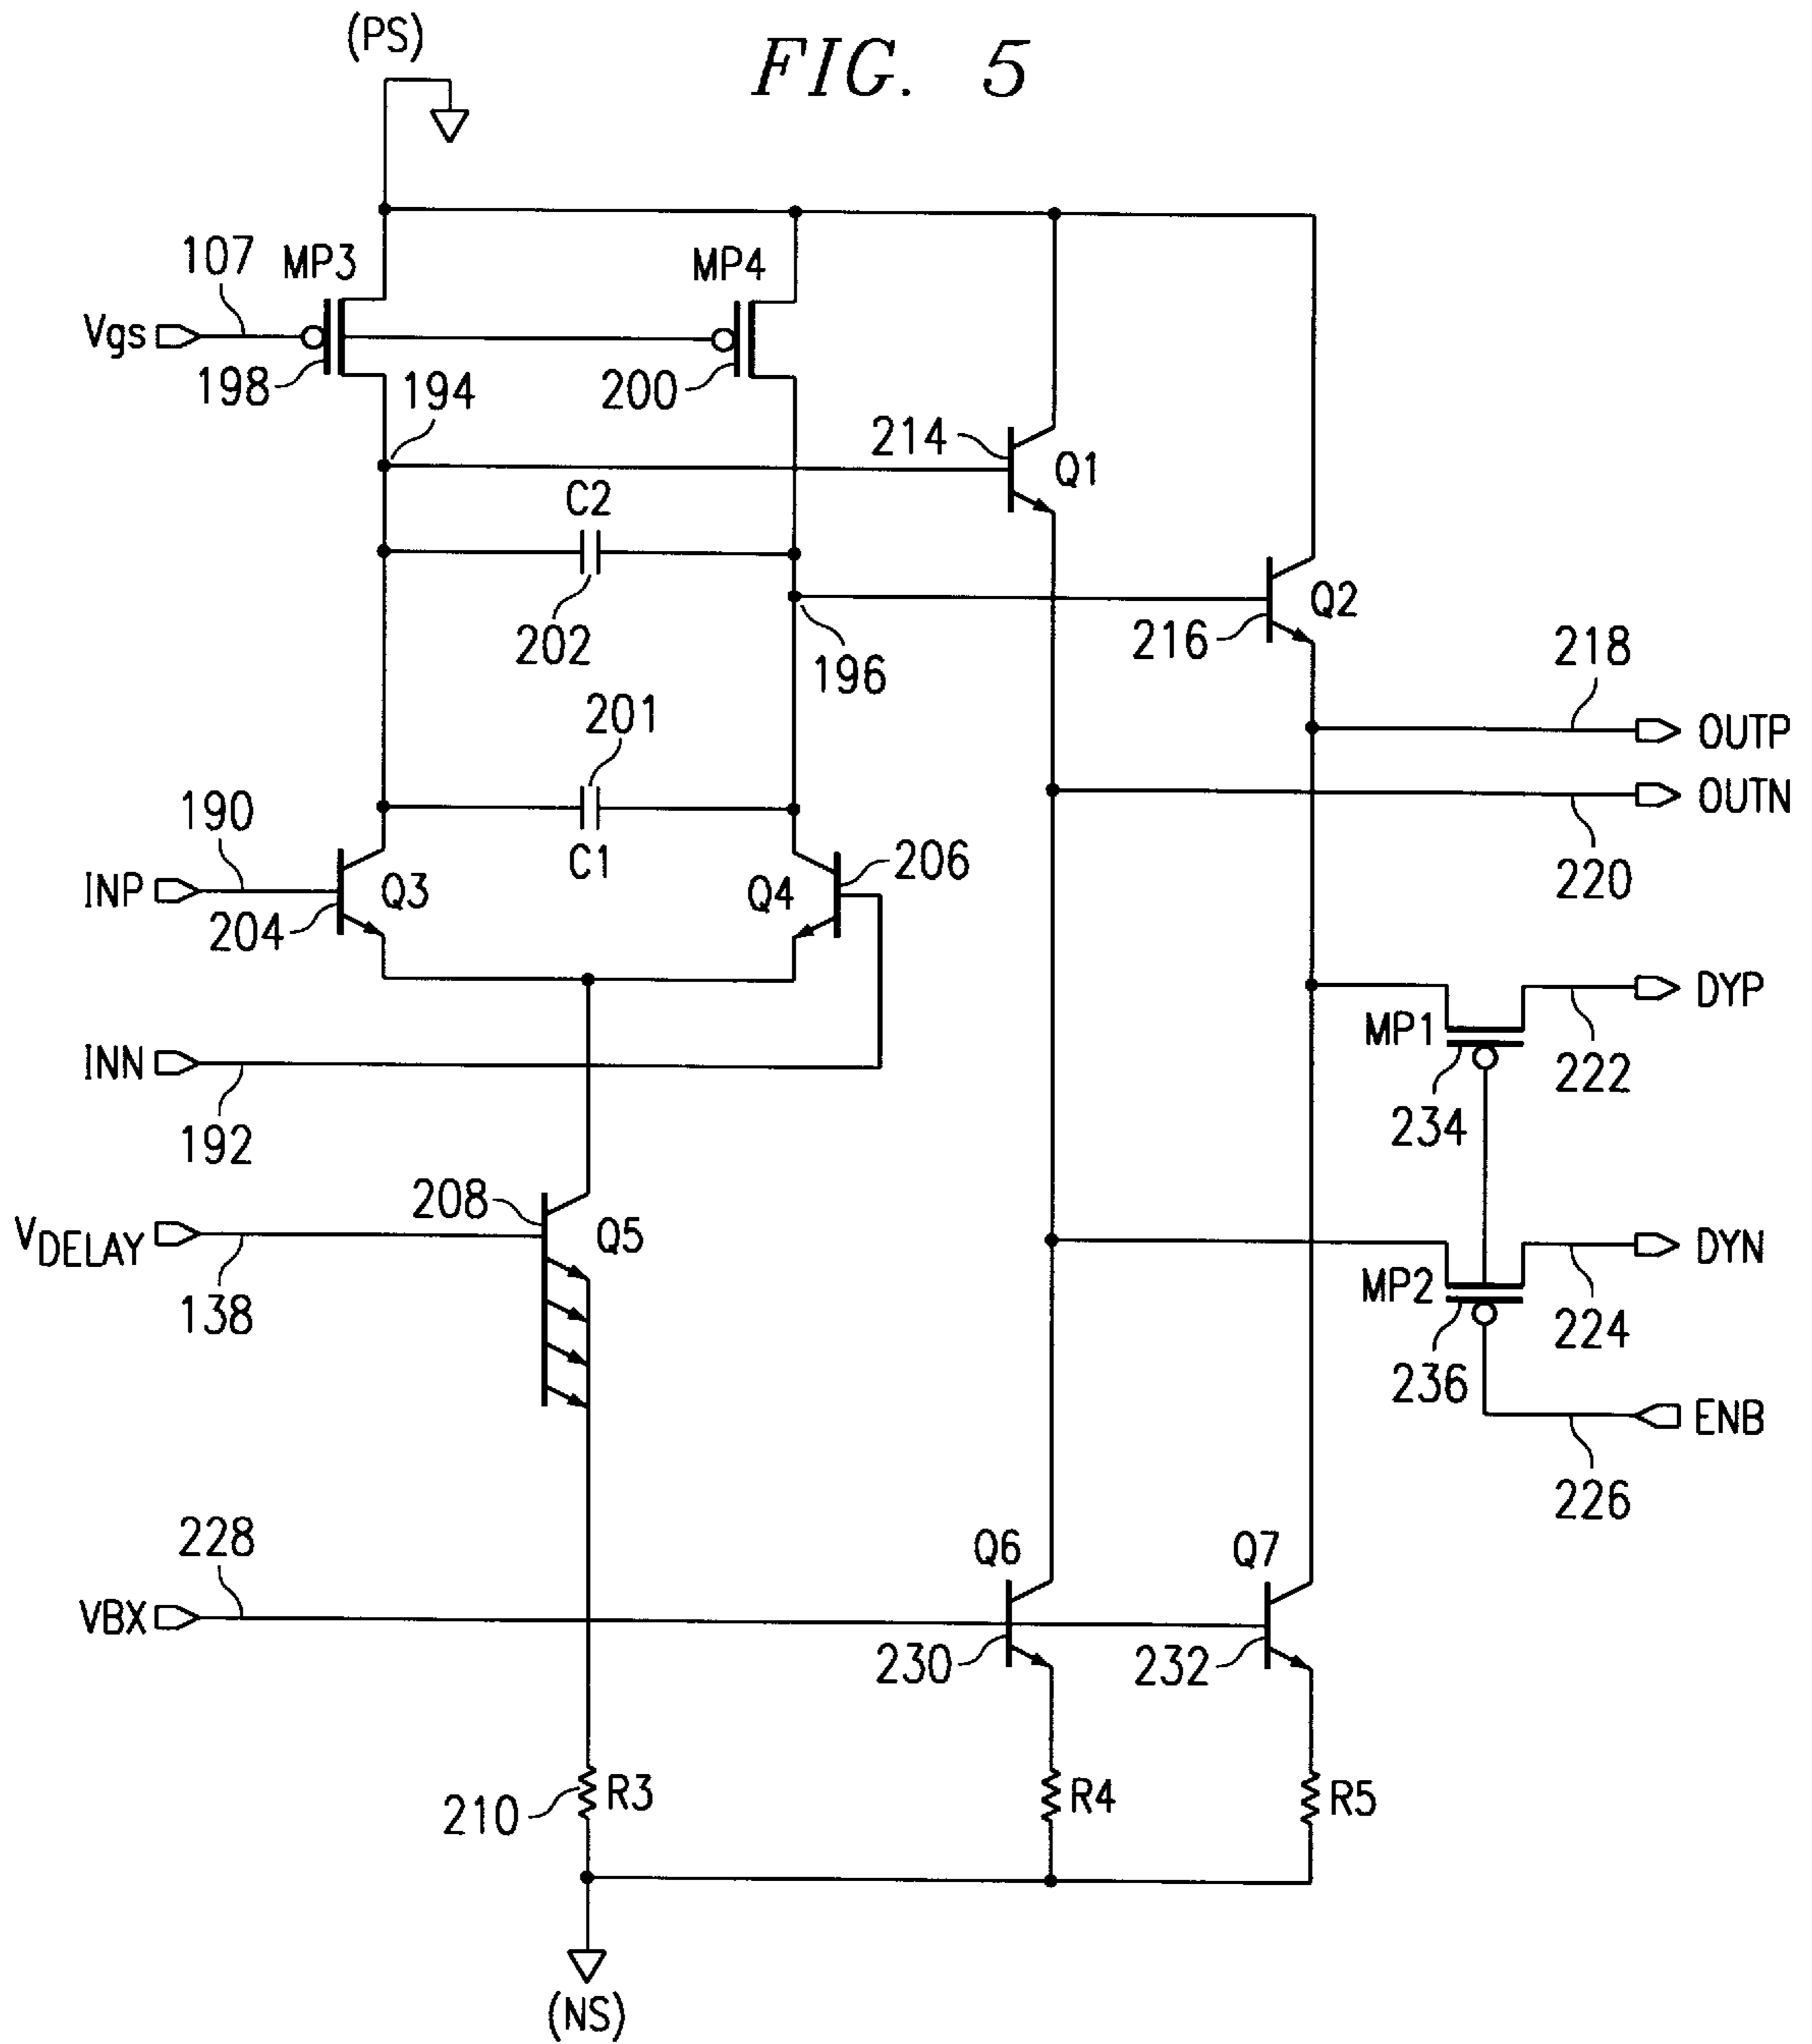 (PS)
FIG. 5
107
MP3
MP4
Vgs
198
200
194
214
Q1
C2
202
Q2
216
196
218
201
OUTP
190
OUTN
C1
206
220
INP
Q3
Q4
204
DYP
MP1
INN
222
234
192
208
Q5
VDELAY
DYN
MP2
138
224
236
ENB
226
228
Q6
Q7
VBX
230
232
210
R3
R4
R5
(NS)